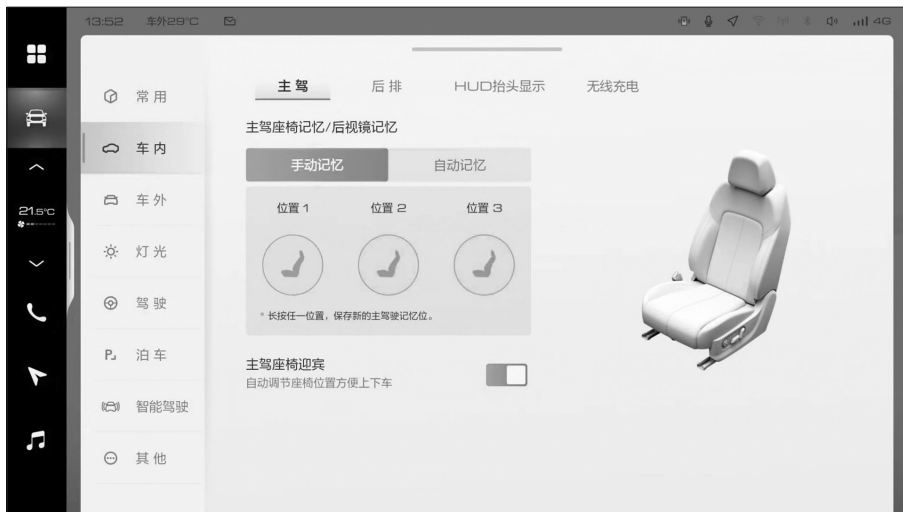 13:52 车外29°C 4G
主驾 后排 HUD抬头显示 无线充电
常用
主驾座椅记忆/后视镜记忆
车内
手动记忆 自动记忆
车外
位置 1 位置 2 位置 3
21.5°C
灯光
驾驶
* 长按任一位置，保存新的主驾驶记忆位。
P 泊车
主驾座椅迎宾
自动调节座椅位置方便上下车
智能驾驶
其他